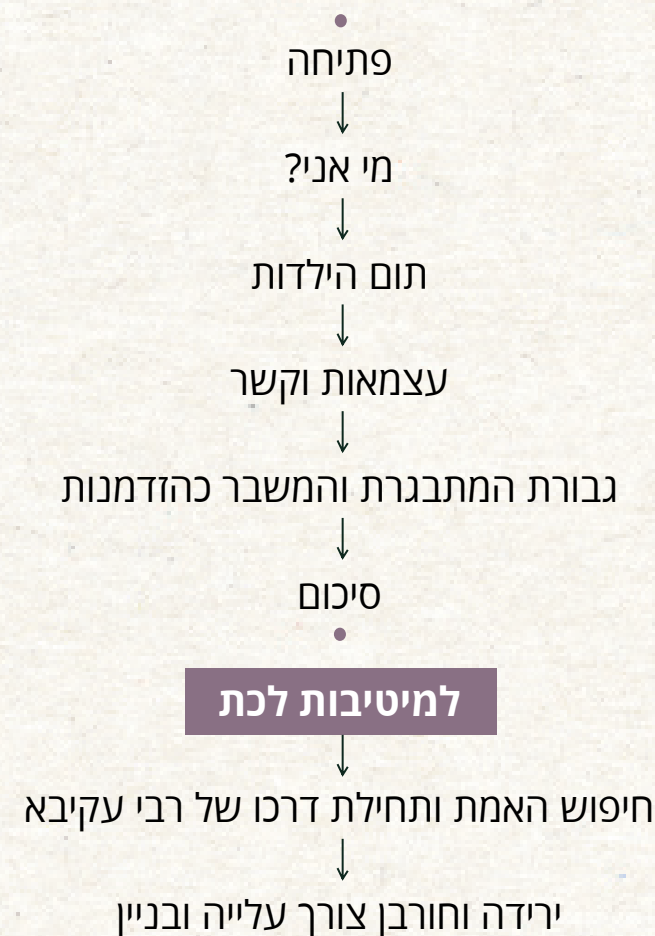 פתיחה
מי אני?
תום הילדות
עצמאות וקשר
גבורת המתבגרת והמשבר כהזדמנות
סיכום
למיטיבות לכת
חיפוש האמת ותחילת דרכו של רבי עקיבא
ירידה וחורבן צורך עלייה ובניין